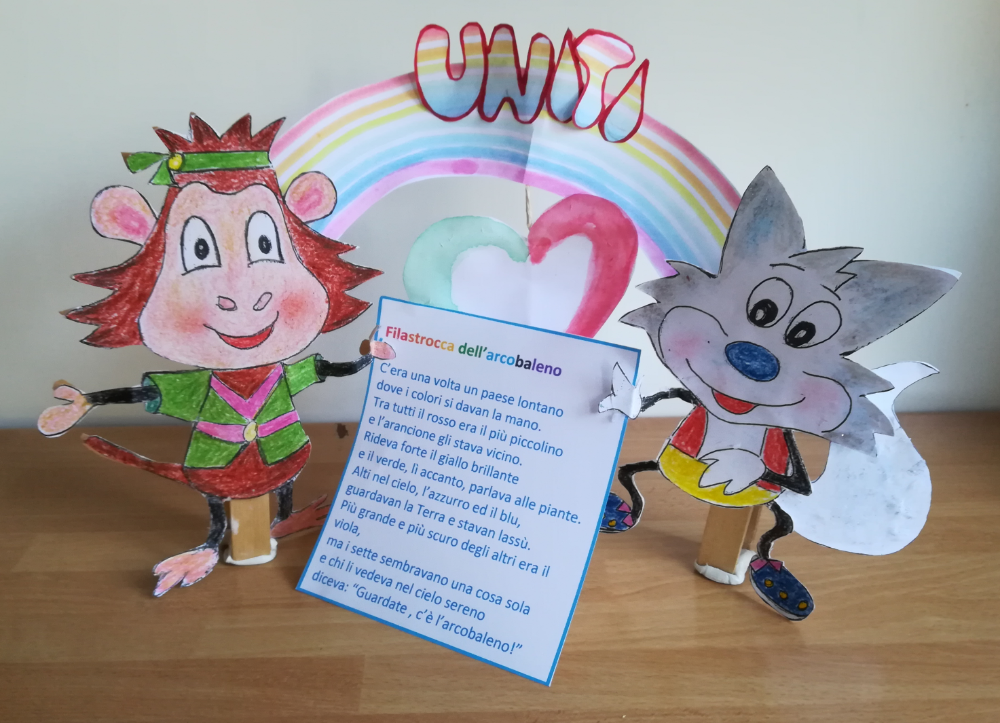 UNITI
Filastrocca dell'arcobaleno
C'era una volta un paese lontano
dove i colori si davan la mano.
Tra tutti il rosso era il più piccolino
e l'arancione gli stava vicino.
Rideva forte il giallo brillante
e il verde, lì accanto, parlava alle piante.
Alti nel cielo, l'azzurro ed il blu,
guardavan la Terra e stavan lassù.
Più grande e più scuro degli altri era il
viola,
ma i sette sembravano una cosa sola
e chi li vedeva nel cielo sereno
diceva: "Guardate , c'è l'arcobaleno!"